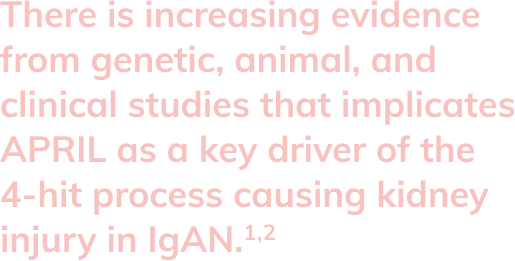 There is increasing evidence
from genetic, animal, and
clinical studies that implicates
APRIL as a key driver of the
4-hit process causing kidney
injury in IgAN.¹,²